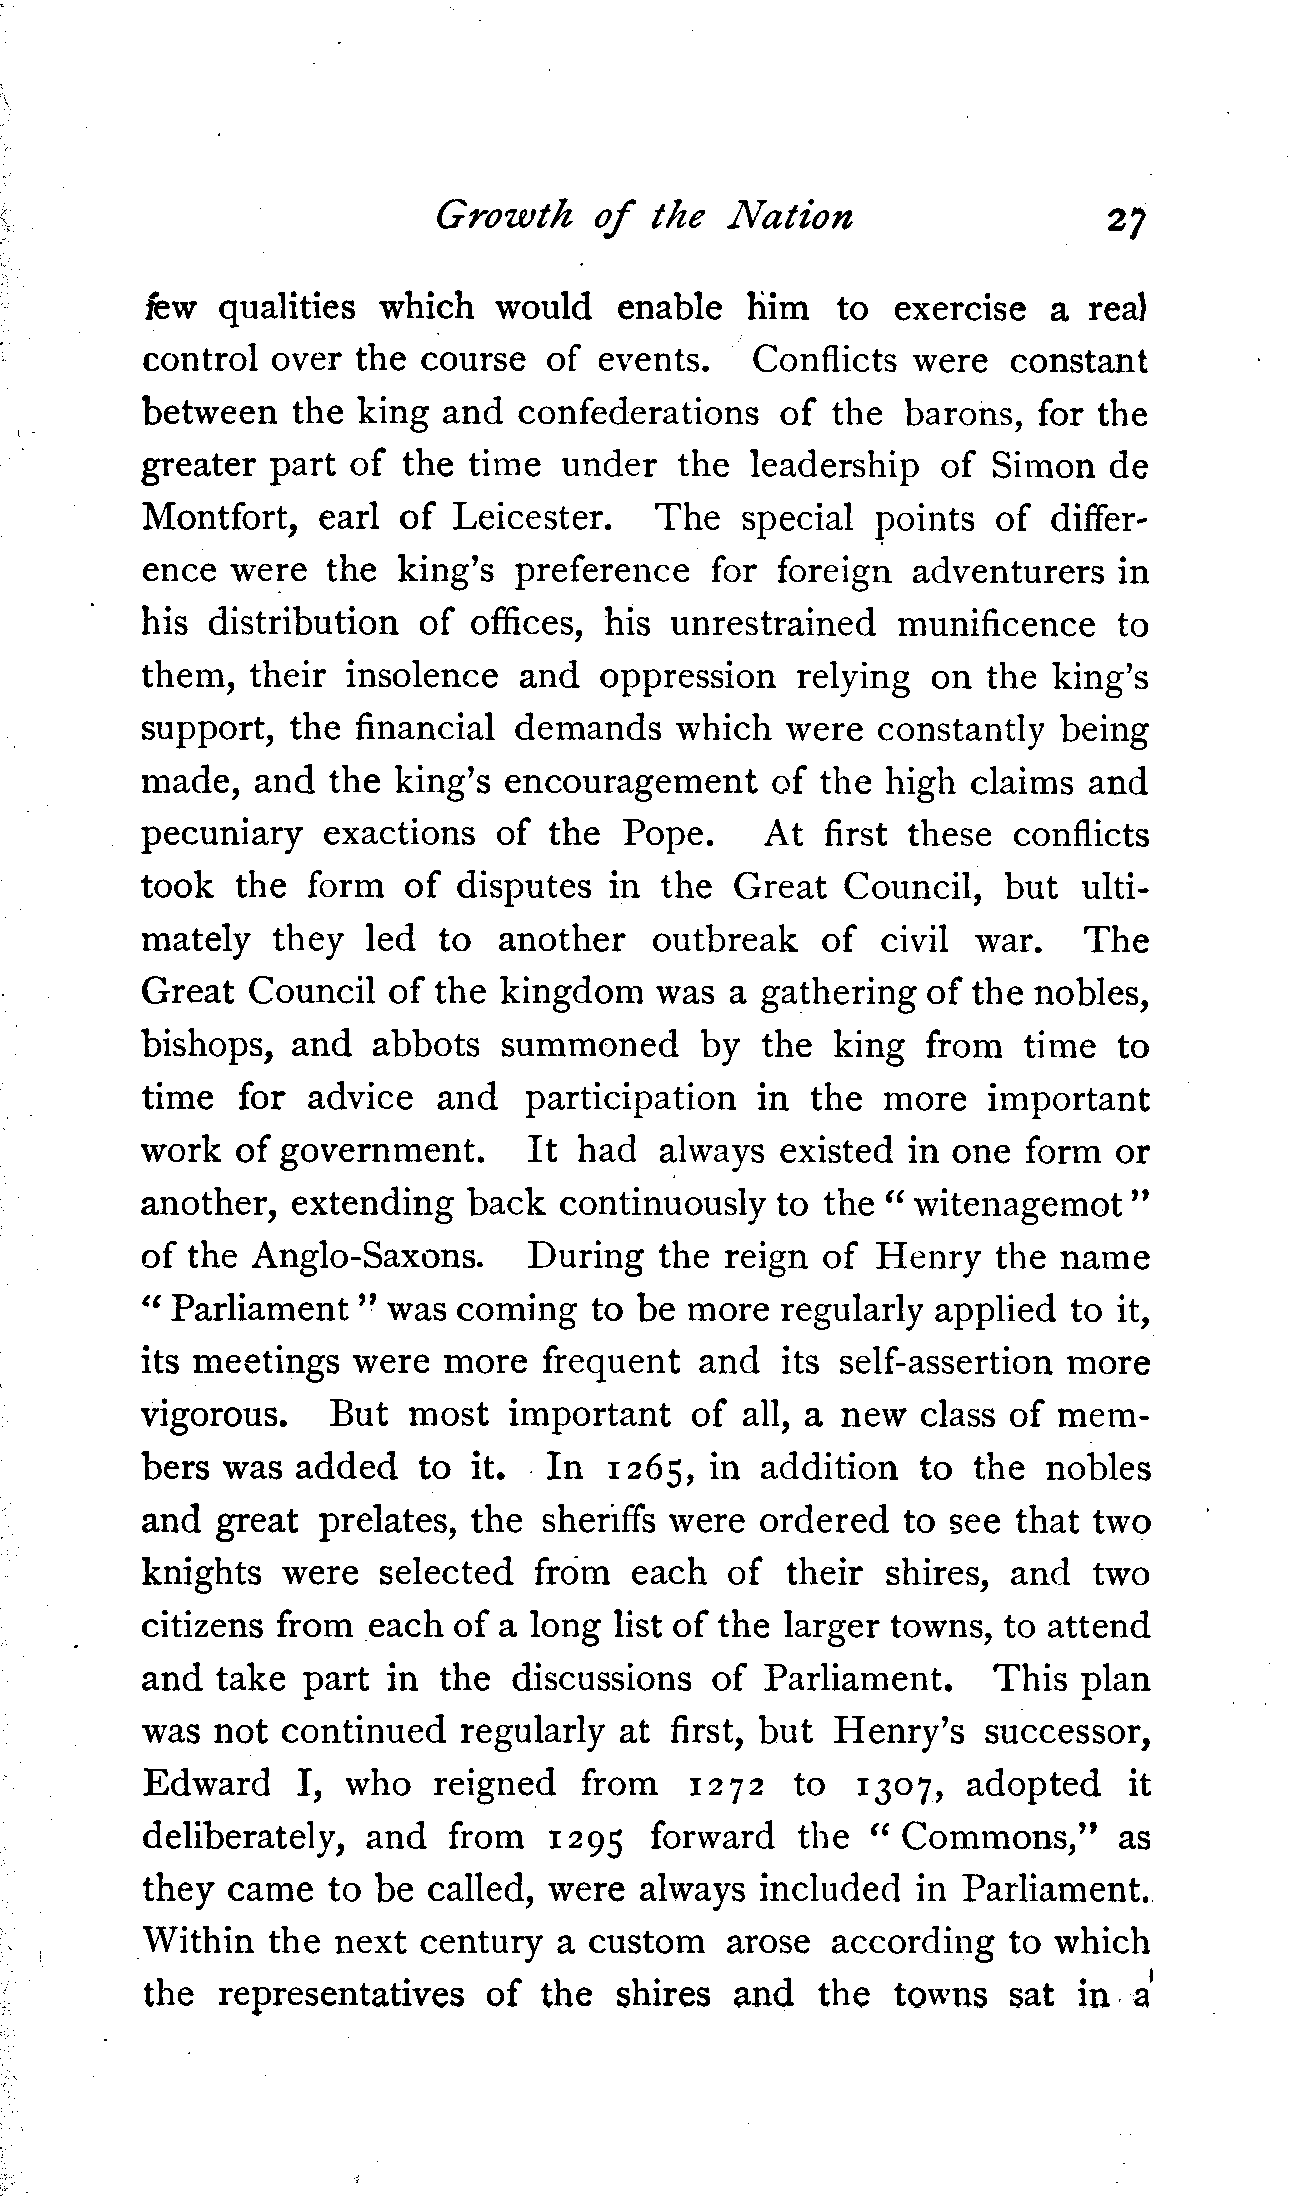 Growth of the Nation 27
few qualities which would enable him to exercise a real
control over the course of events. Conflicts were constant
between the king and confederations of the barons, for the
greater part of the time under the leadership of Simon de
Montfort, earl of Leicester. The special points of differ-
ence were the king's preference for foreign adventurers in
his distribution of offices, his unrestrained munificence to
them, their insolence and oppression relying on the king's
support, the financial demands which were constantly being
made, and the king's encouragement of the high claims and
pecuniary exactions of the Pope. At first these conflicts
took the form of disputes in the Great Council, but ulti-
mately they led to another outbreak of civil war. The
Great Council of the kingdom was a gathering of the nobles,
bishops, and abbots summoned by the king from time to
time for advice and participation in the more important
work of government. It had always existed in one form or
another, extending back continuously to the “ witenagemot ”
of the Anglo-Saxons. During the reign of Henry the name
“ Parliament ” was coming to be more regularly applied to it,
its meetings were more frequent and its self-assertion more
vigorous. But most important of all, a new class of mem-
bers was added to it. In 1265, in addition to the nobles
and great prelates, the sheriffs were ordered to see that two
knights were selected from each of their shires, and two
citizens from each of a long list of the larger towns, to attend
and take part in the discussions of Parliament. This plan
was not continued regularly at first, but Henry's successor,
Edward I, who reigned from 1272 to 1307, adopted it
deliberately, and from 1295 forward the “ Commons,” as
they came to be called, were always included in Parliament.
Within the next century a custom arose according to which
the representatives of the shires and the towns sat in a